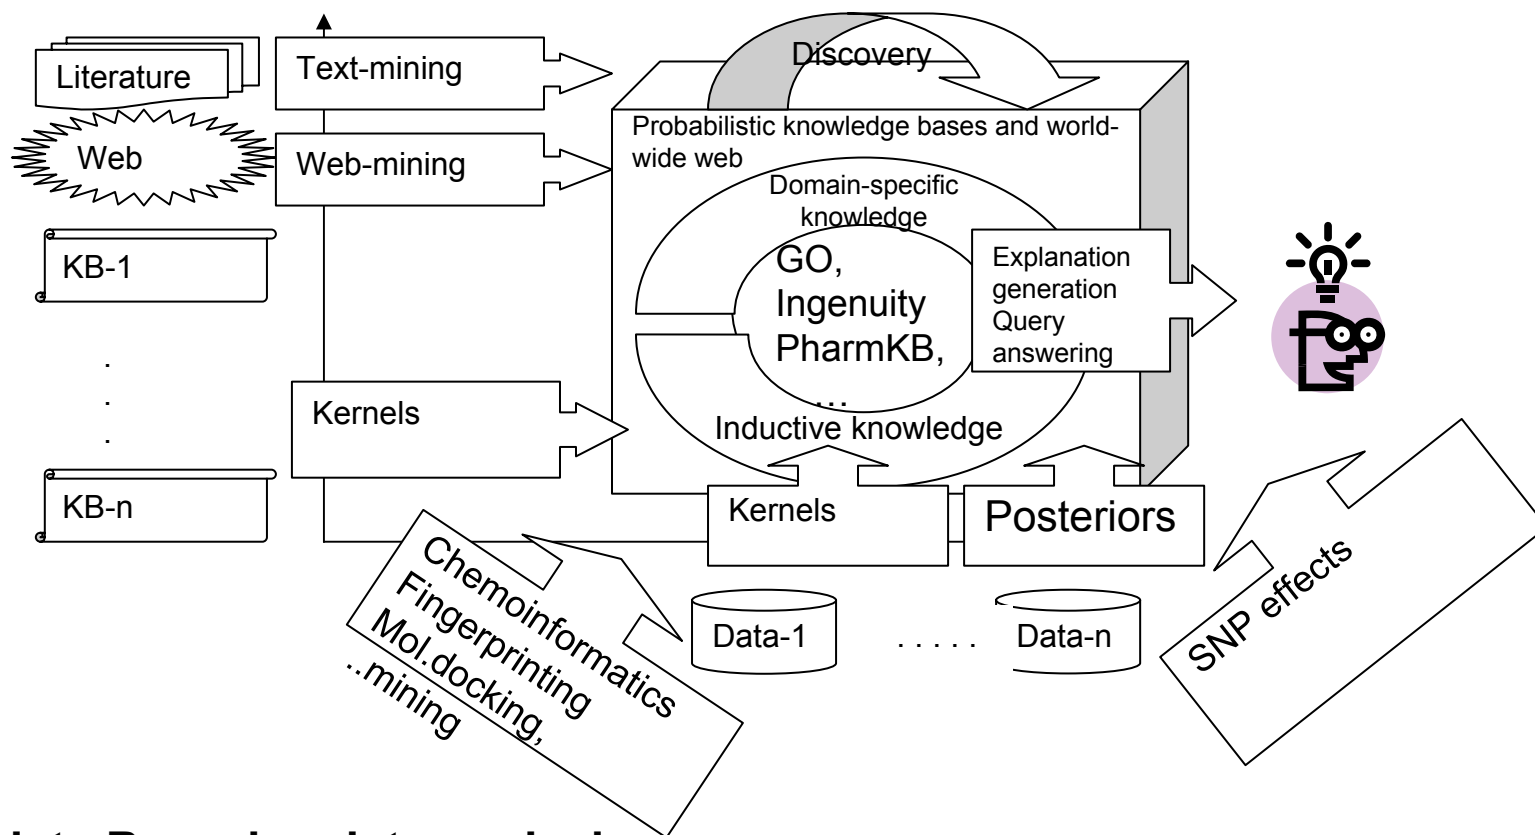 Literature
Text-mining
Discovery
Web
Web-mining
Probabilistic knowledge bases and world-
wide web
Domain-specific
knowledge
KB-1
GO,
Ingenuity
PharmKB,
...
Explanation
generation
Query
answering
.
.
.
Kernels
Inductive knowledge
KB-n
Kernels
Posteriors
Chemoinformatics
Fingerprinting
Mol.docking,
..mining
Data-1
. . . . .
Data-n
SNP effects